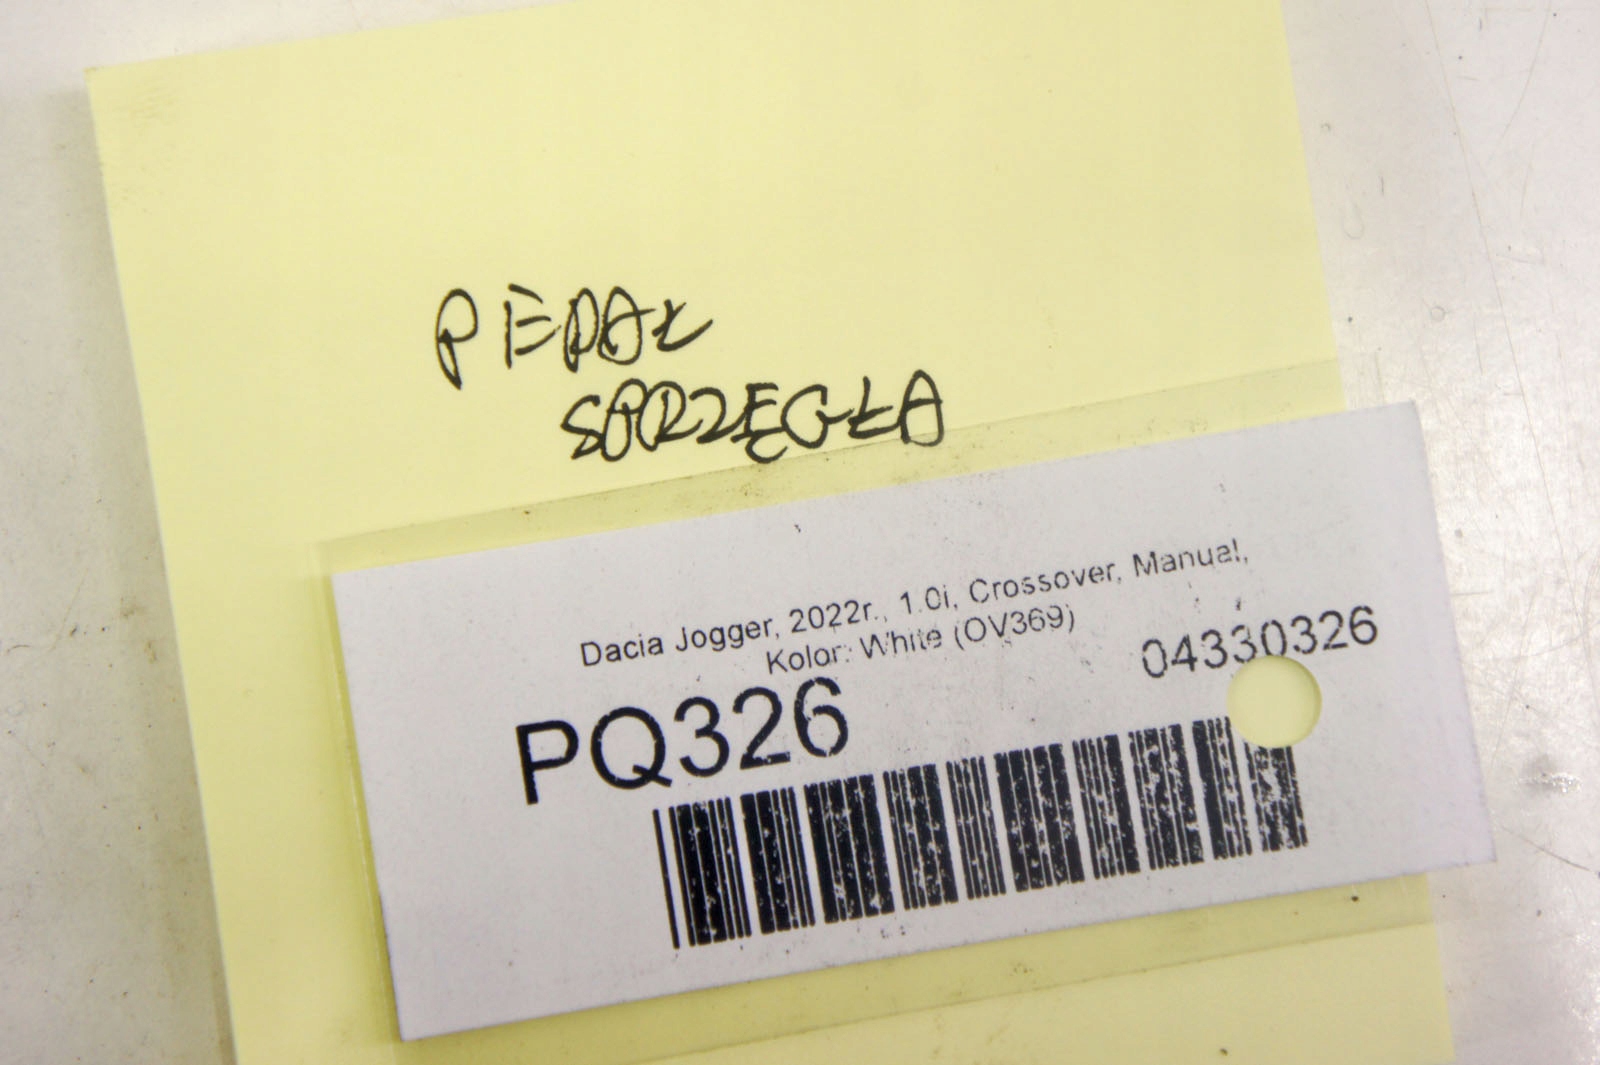 PEDAŁ
SPRZĘGŁA
Dacia Jogger, 2022r., 1.0i, Crossover, Manual,
Kolor: White (OV369)
04330326
PQ326